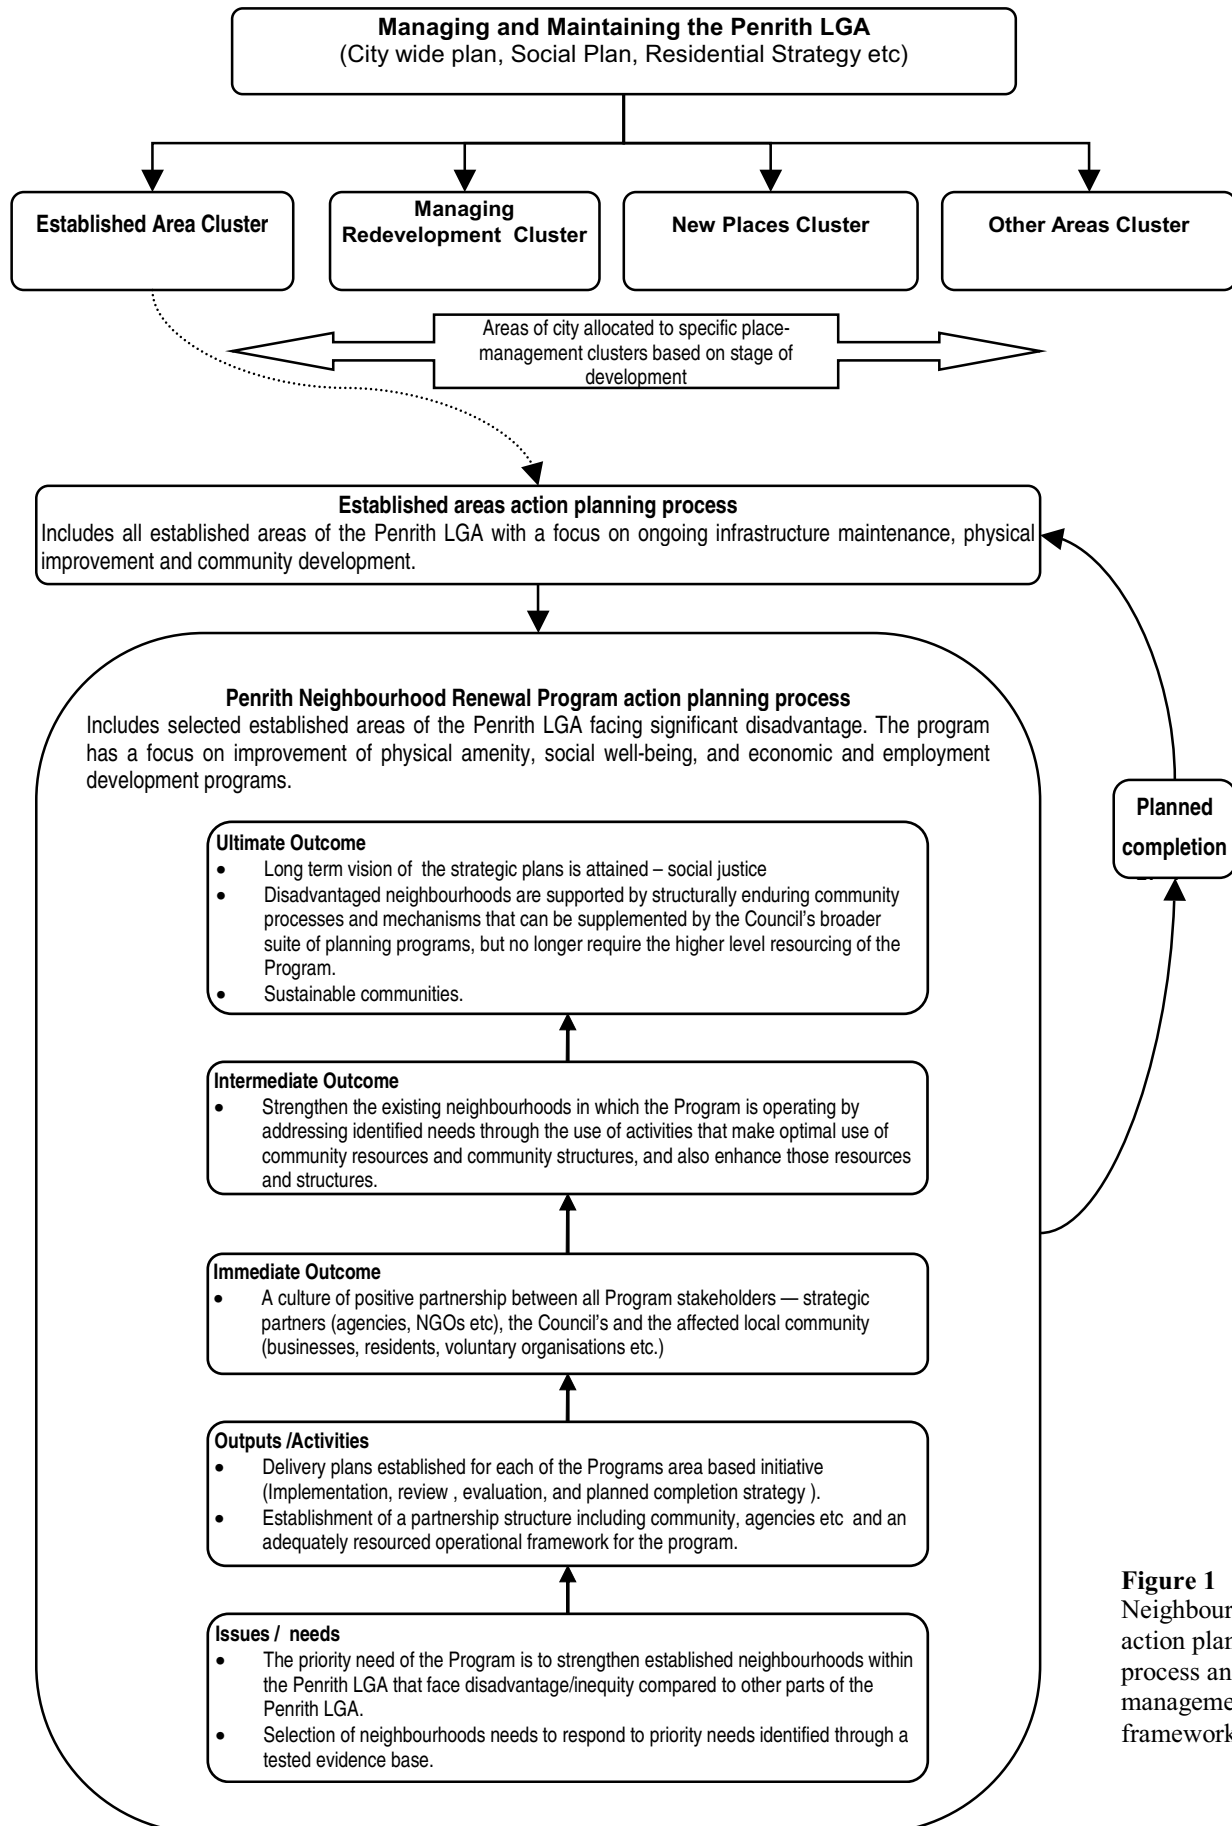 Managing and Maintaining the Penrith LGA
(City wide plan, Social Plan, Residential Strategy etc)
Established Area Cluster
Managing
Redevelopment Cluster
New Places Cluster
Other Areas Cluster
Areas of city allocated to specific place-
management clusters based on stage of
development
Established areas action planning process
Includes all established areas of the Penrith LGA with a focus on ongoing infrastructure maintenance, physical
improvement and community development.
Penrith Neighbourhood Renewal Program action planning process
Includes selected established areas of the Penrith LGA facing significant disadvantage. The program
has a focus on improvement of physical amenity, social well-being, and economic and employment
development programs.
Planned
completion
Ultimate Outcome
• Long term vision of the strategic plans is attained – social justice
• Disadvantaged neighbourhoods are supported by structurally enduring community
processes and mechanisms that can be supplemented by the Council's broader
suite of planning programs, but no longer require the higher level resourcing of the
Program.
• Sustainable communities.
Intermediate Outcome
• Strengthen the existing neighbourhoods in which the Program is operating by
addressing identified needs through the use of activities that make optimal use of
community resources and community structures, and also enhance those resources
and structures.
Immediate Outcome
• A culture of positive partnership between all Program stakeholders — strategic
partners (agencies, NGOs etc), the Council's and the affected local community
(businesses, residents, voluntary organisations etc.)
Outputs /Activities
• Delivery plans established for each of the Programs area based initiative
(Implementation, review , evaluation, and planned completion strategy ).
• Establishment of a partnership structure including community, agencies etc and an
adequately resourced operational framework for the program.
Issues / needs
• The priority need of the Program is to strengthen established neighbourhoods within
the Penrith LGA that face disadvantage/inequity compared to other parts of the
Penrith LGA.
• Selection of neighbourhoods needs to respond to priority needs identified through a
tested evidence base.
Figure 1
Neighbour
action plan
process an
manageme
framework